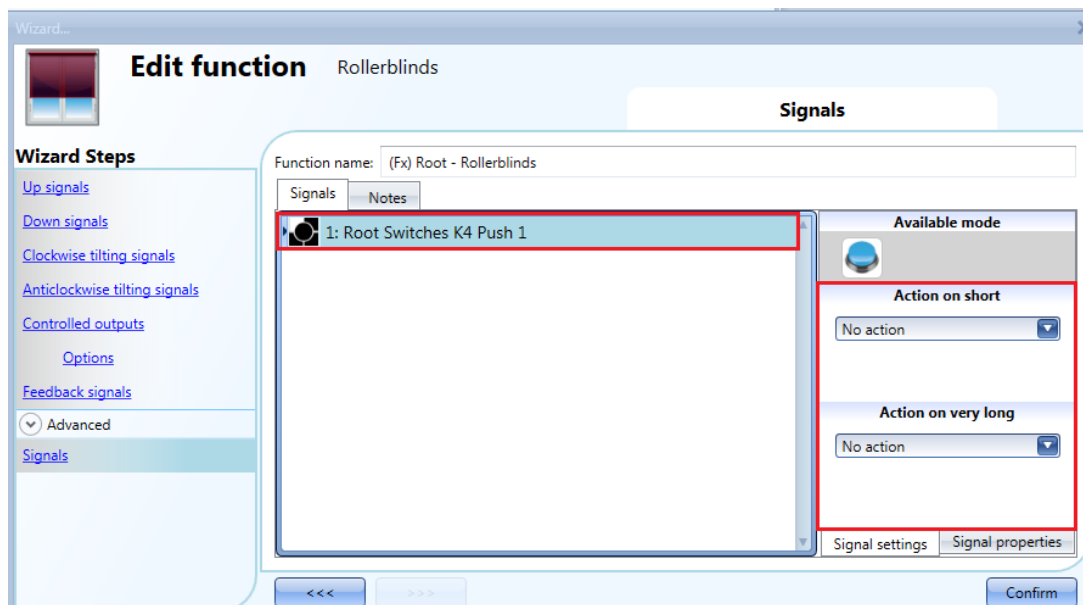 Wizard...
Edit function Rollerblinds
Signals
Wizard Steps
Up signals
Down signals
Clockwise tilting signals
Anticlockwise tilting signals
Controlled outputs
Options
Feedback signals
Advanced
Signals
Function name: (Fx) Root - Rollerblinds
Signals Notes
1: Root Switches K4 Push 1
Available mode
Action on short
No action
Action on very long
No action
Signal settings Signal properties
<<< >>> Confirm